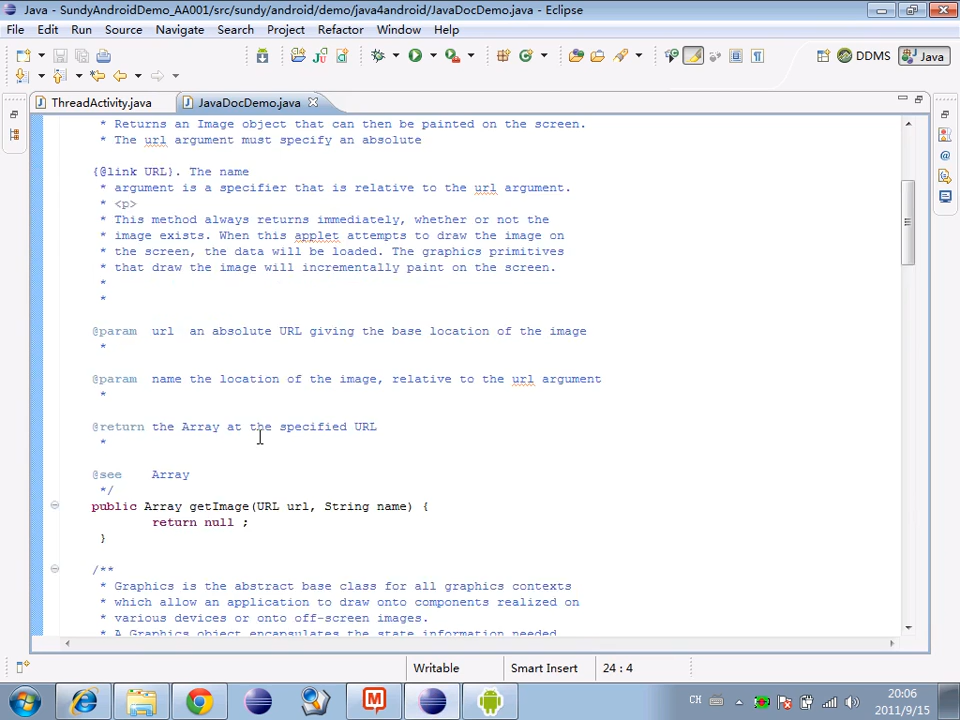 Java - SundyAndroidDemo_AA001/src/sundy/android/demo/java4android/JavaDocDemo.java - Eclipse
File Edit Run Source Navigate Search Project Refactor Window Help
DDMS Java
ThreadActivity.java JavaDocDemo.java
* Returns an Image object that can then be painted on the screen.
* The url argument must specify an absolute
{@link URL}. The name
* argument is a specifier that is relative to the url argument.
* <p>
* This method always returns immediately, whether or not the
* image exists. When this applet attempts to draw the image on
* the screen, the data will be loaded. The graphics primitives
* that draw the image will incrementally paint on the screen.
*
*
@param url an absolute URL giving the base location of the image
*
@param name the location of the image, relative to the url argument
*
@return the Array at the specified URL
*
@see Array
*/
public Array getImage(URL url, String name) {
return null ;
}
/**
* Graphics is the abstract base class for all graphics contexts
* which allow an application to draw onto components realized on
* various devices or onto off-screen images.
* A Graphics object encapsulates the state information needed
Writable Smart Insert 24 : 4
CH 20:06
2011/9/15